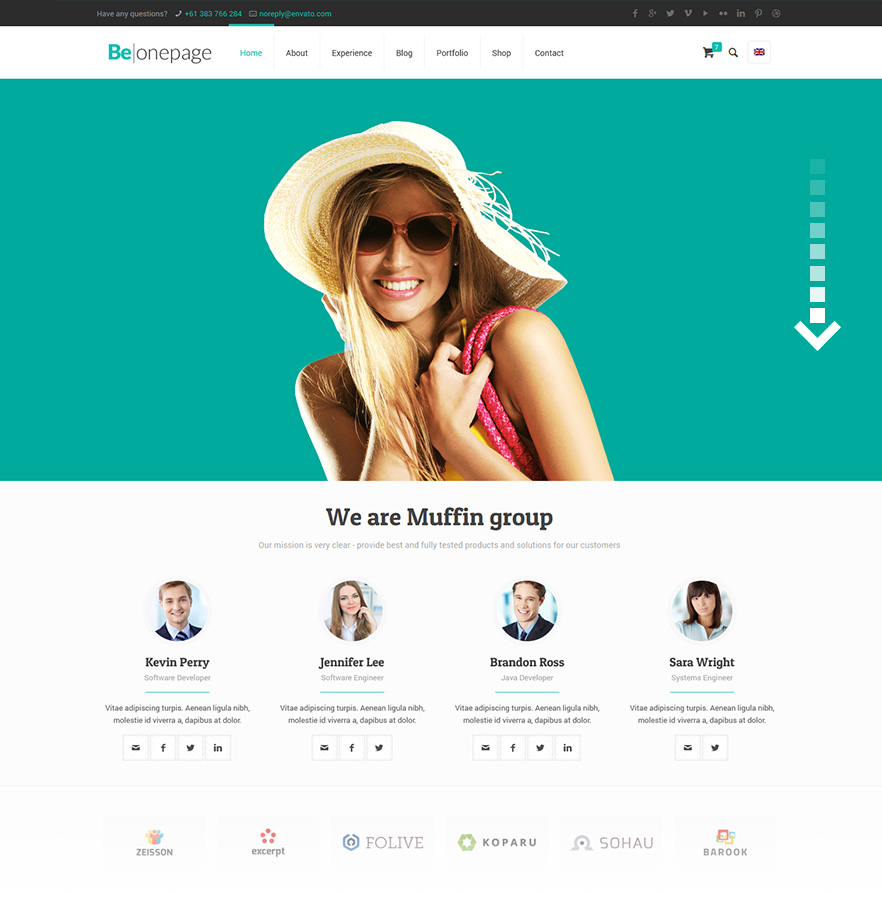 Have any questions? +61 383 766 284 noreply@envato.com
Be|onepage
Home About Experience Blog Portfolio Shop Contact
7
We are Muffin group
Our mission is very clear - provide best and fully tested products and solutions for our customers
Kevin Perry
Software Developer
Vitae adipiscing turpis. Aenean ligula nibh,
molestie id viverra a, dapibus at dolor.
Jennifer Lee
Software Engineer
Vitae adipiscing turpis. Aenean ligula nibh,
molestie id viverra a, dapibus at dolor.
Brandon Ross
Java Developer
Vitae adipiscing turpis. Aenean ligula nibh,
molestie id viverra a, dapibus at dolor.
Sara Wright
Systems Engineer
Vitae adipiscing turpis. Aenean ligula nibh,
molestie id viverra a, dapibus at dolor.
ZEISSON
excerpt
FOLIVE
KOPARU
SOHAU
BAROOK